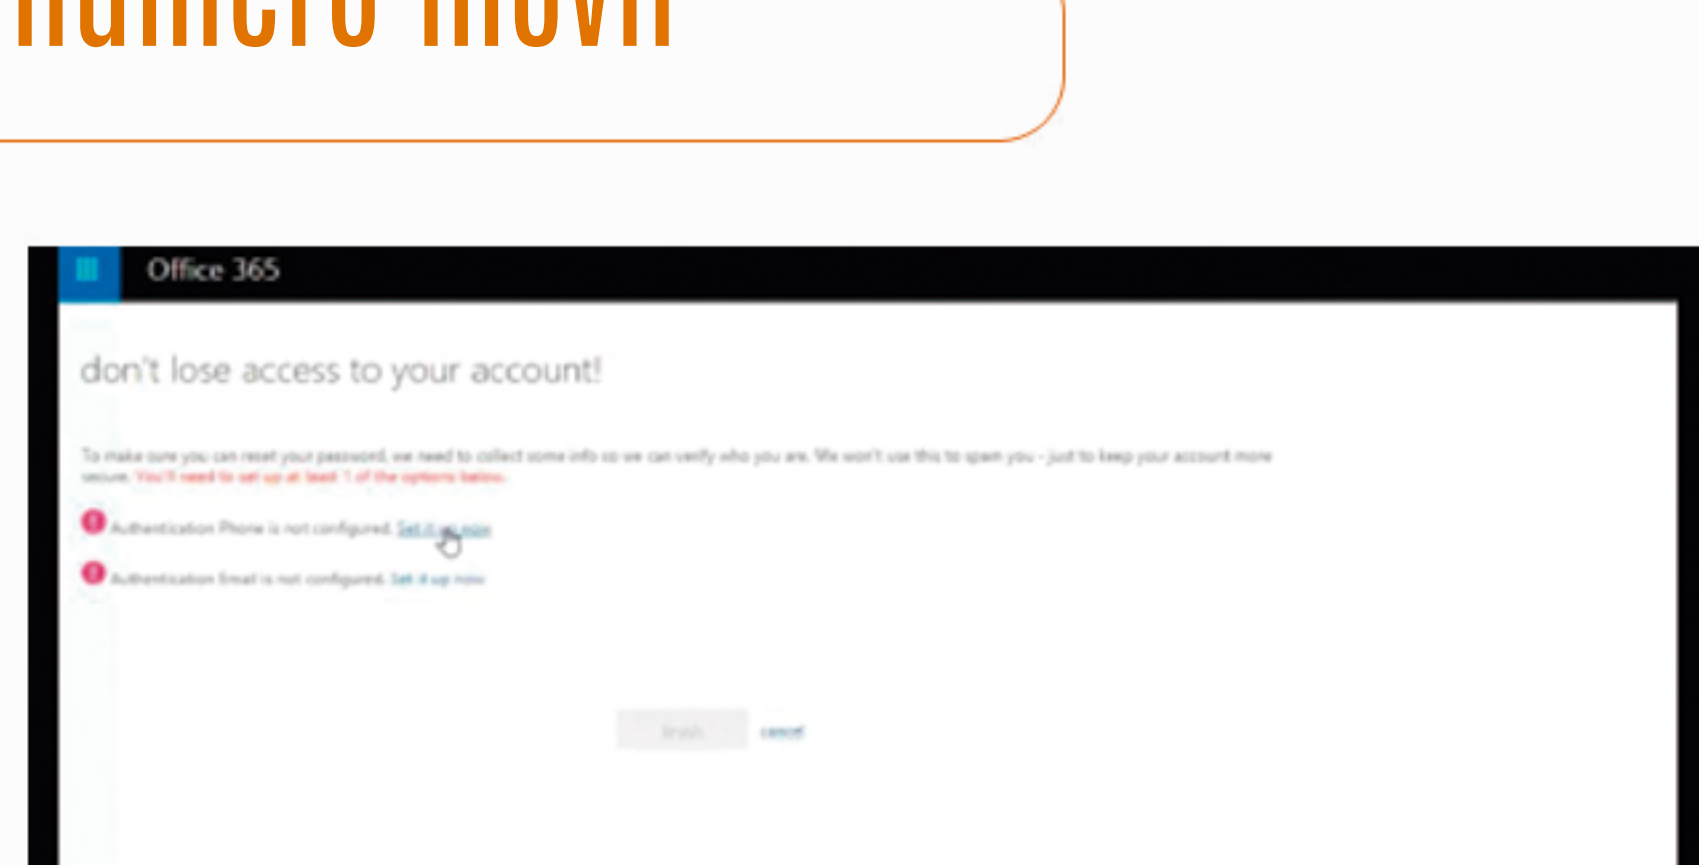 número móvil
Office 365
don't lose access to your account!
To make sure you can reset your password, we need to collect some info so we can verify who you are. We won't use this to spam you - just to keep your account more
secure. You'll need to set up at least 1 of the options below.
Authentication Phone is not configured. Set it up now
Authentication Email is not configured. Set it up now
finish cancel